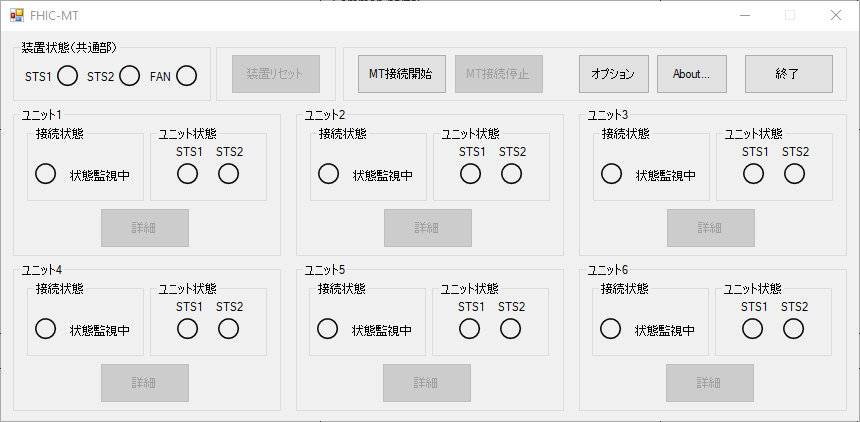 FHIC-MT
装置状態(共通部)
STS1 STS2 FAN 装置リセット MT接続開始 MT接続停止 オプション About... 終了
ユニット1 ユニット2 ユニット3
接続状態 ユニット状態 接続状態 ユニット状態 接続状態 ユニット状態
STS1 STS2 STS1 STS2 STS1 STS2
状態監視中 状態監視中 状態監視中
詳細 詳細 詳細
ユニット4 ユニット5 ユニット6
接続状態 ユニット状態 接続状態 ユニット状態 接続状態 ユニット状態
STS1 STS2 STS1 STS2 STS1 STS2
状態監視中 状態監視中 状態監視中
詳細 詳細 詳細